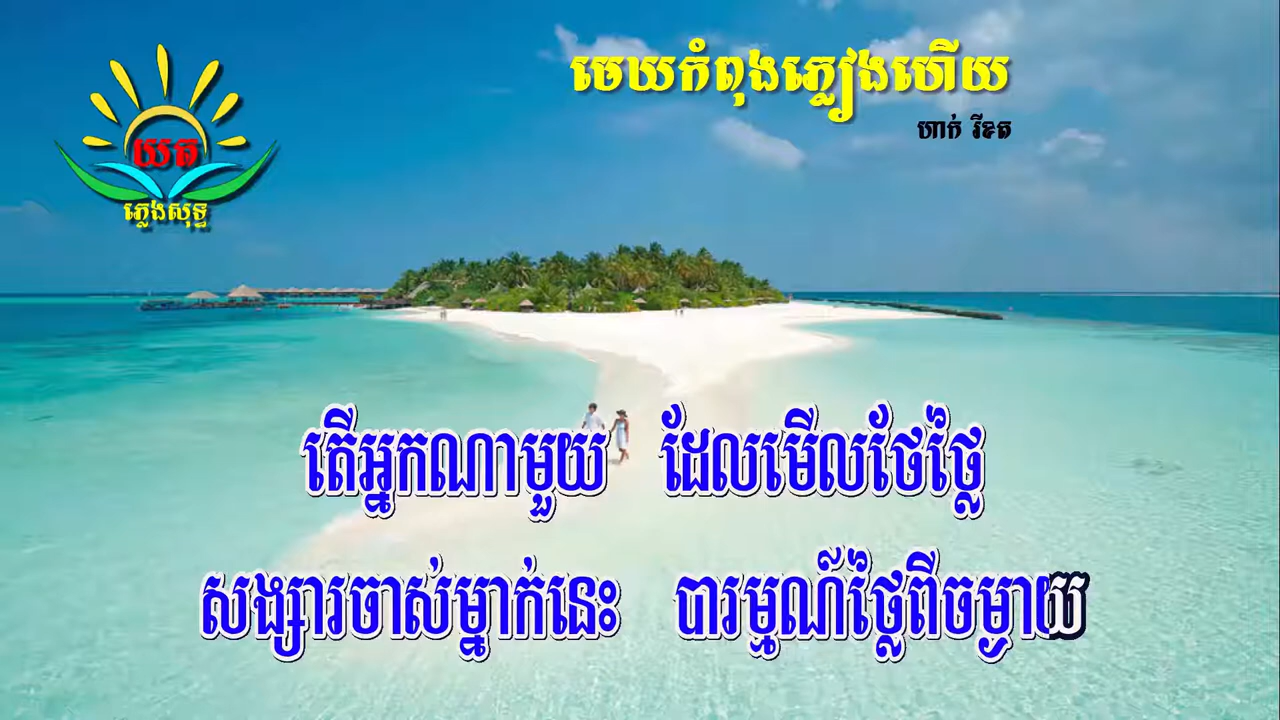 មេឃកំពុងភ្លៀងហើយ
ហាក់ រីខត
យត
ភ្លេងសុទ្ធ
តើអ្នកណាមួយ ដែលមើលថែថ្លៃ
សង្សារចាស់ម្នាក់នេះ បារម្មណ៍ថ្លៃពីចម្ងាយ